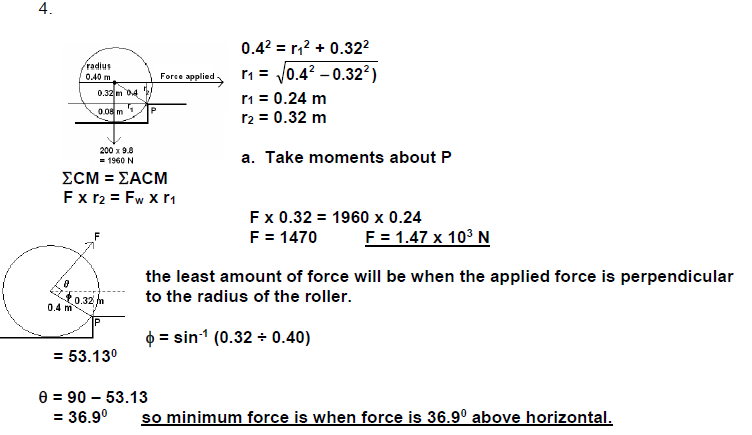 4.
radius
0.40 m
Force applied
0.32 m 0.4 r₂
0.08 m r₁ P
200 x 9.8
= 1960 N
0.4² = r₁² + 0.32²
r₁ = √0.4² – 0.32²)
r₁ = 0.24 m
r₂ = 0.32 m
a. Take moments about P
ΣCM = ΣACM
F x r₂ = F_W x r₁
F x 0.32 = 1960 x 0.24
F = 1470 F = 1.47 x 10³ N
F
θ
ϕ 0.32 m
0.4 m
P
the least amount of force will be when the applied force is perpendicular
to the radius of the roller.
ϕ = sin⁻¹ (0.32 ÷ 0.40)
= 53.13⁰
θ = 90 – 53.13
= 36.9⁰ so minimum force is when force is 36.9⁰ above horizontal.